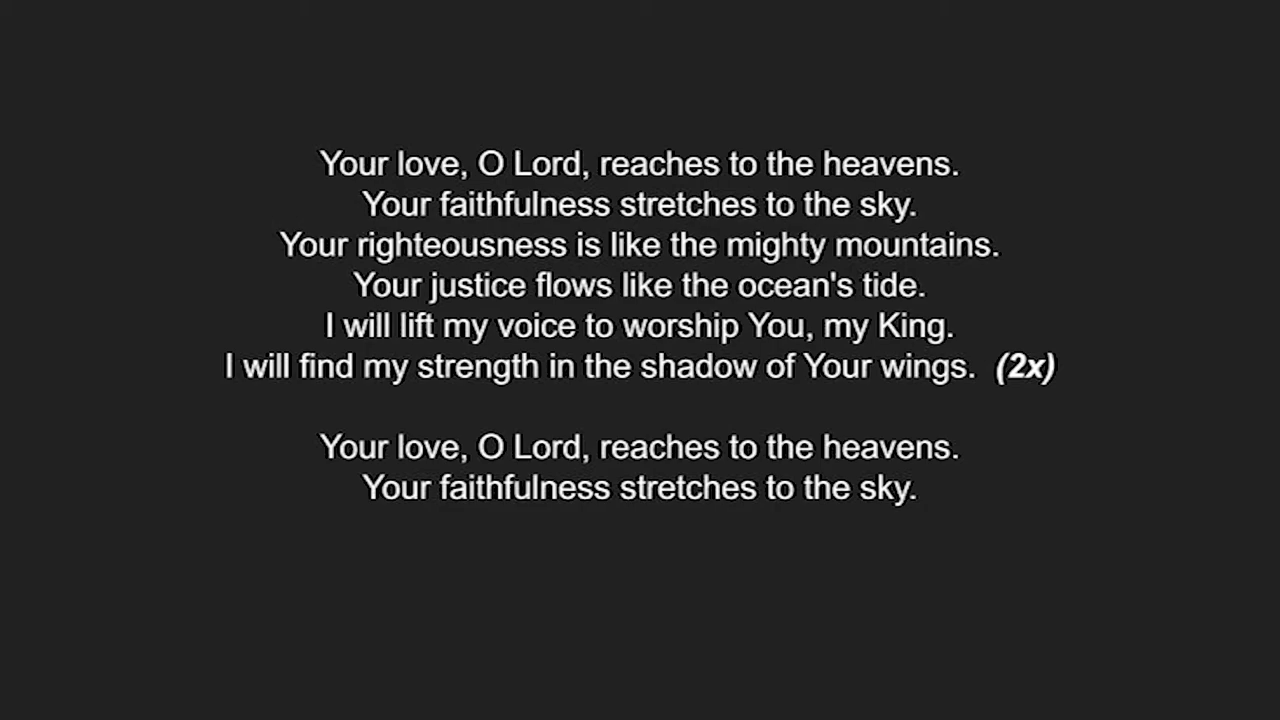 Your love, O Lord, reaches to the heavens.
Your faithfulness stretches to the sky.
Your righteousness is like the mighty mountains.
Your justice flows like the ocean's tide.
I will lift my voice to worship You, my King.
I will find my strength in the shadow of Your wings. (2x)
Your love, O Lord, reaches to the heavens.
Your faithfulness stretches to the sky.